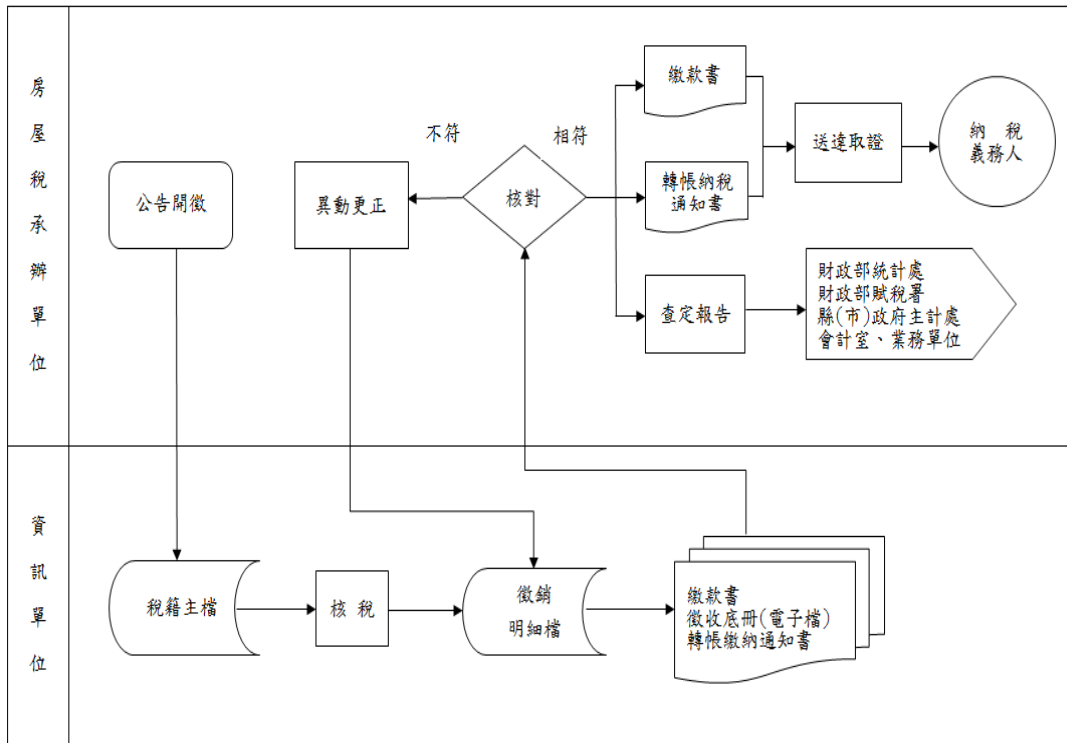 房屋稅承辦單位
公告開徵
異動更正
不符
核對
相符
繳款書
轉帳納稅
通知書
查定報告
送達取證
納 稅
義務人
財政部統計處
財政部賦稅署
縣(市)政府主計處
會計室、業務單位
資訊單位
稅籍主檔
核 稅
徵銷
明細檔
繳款書
徵收底冊(電子檔)
轉帳繳納通知書